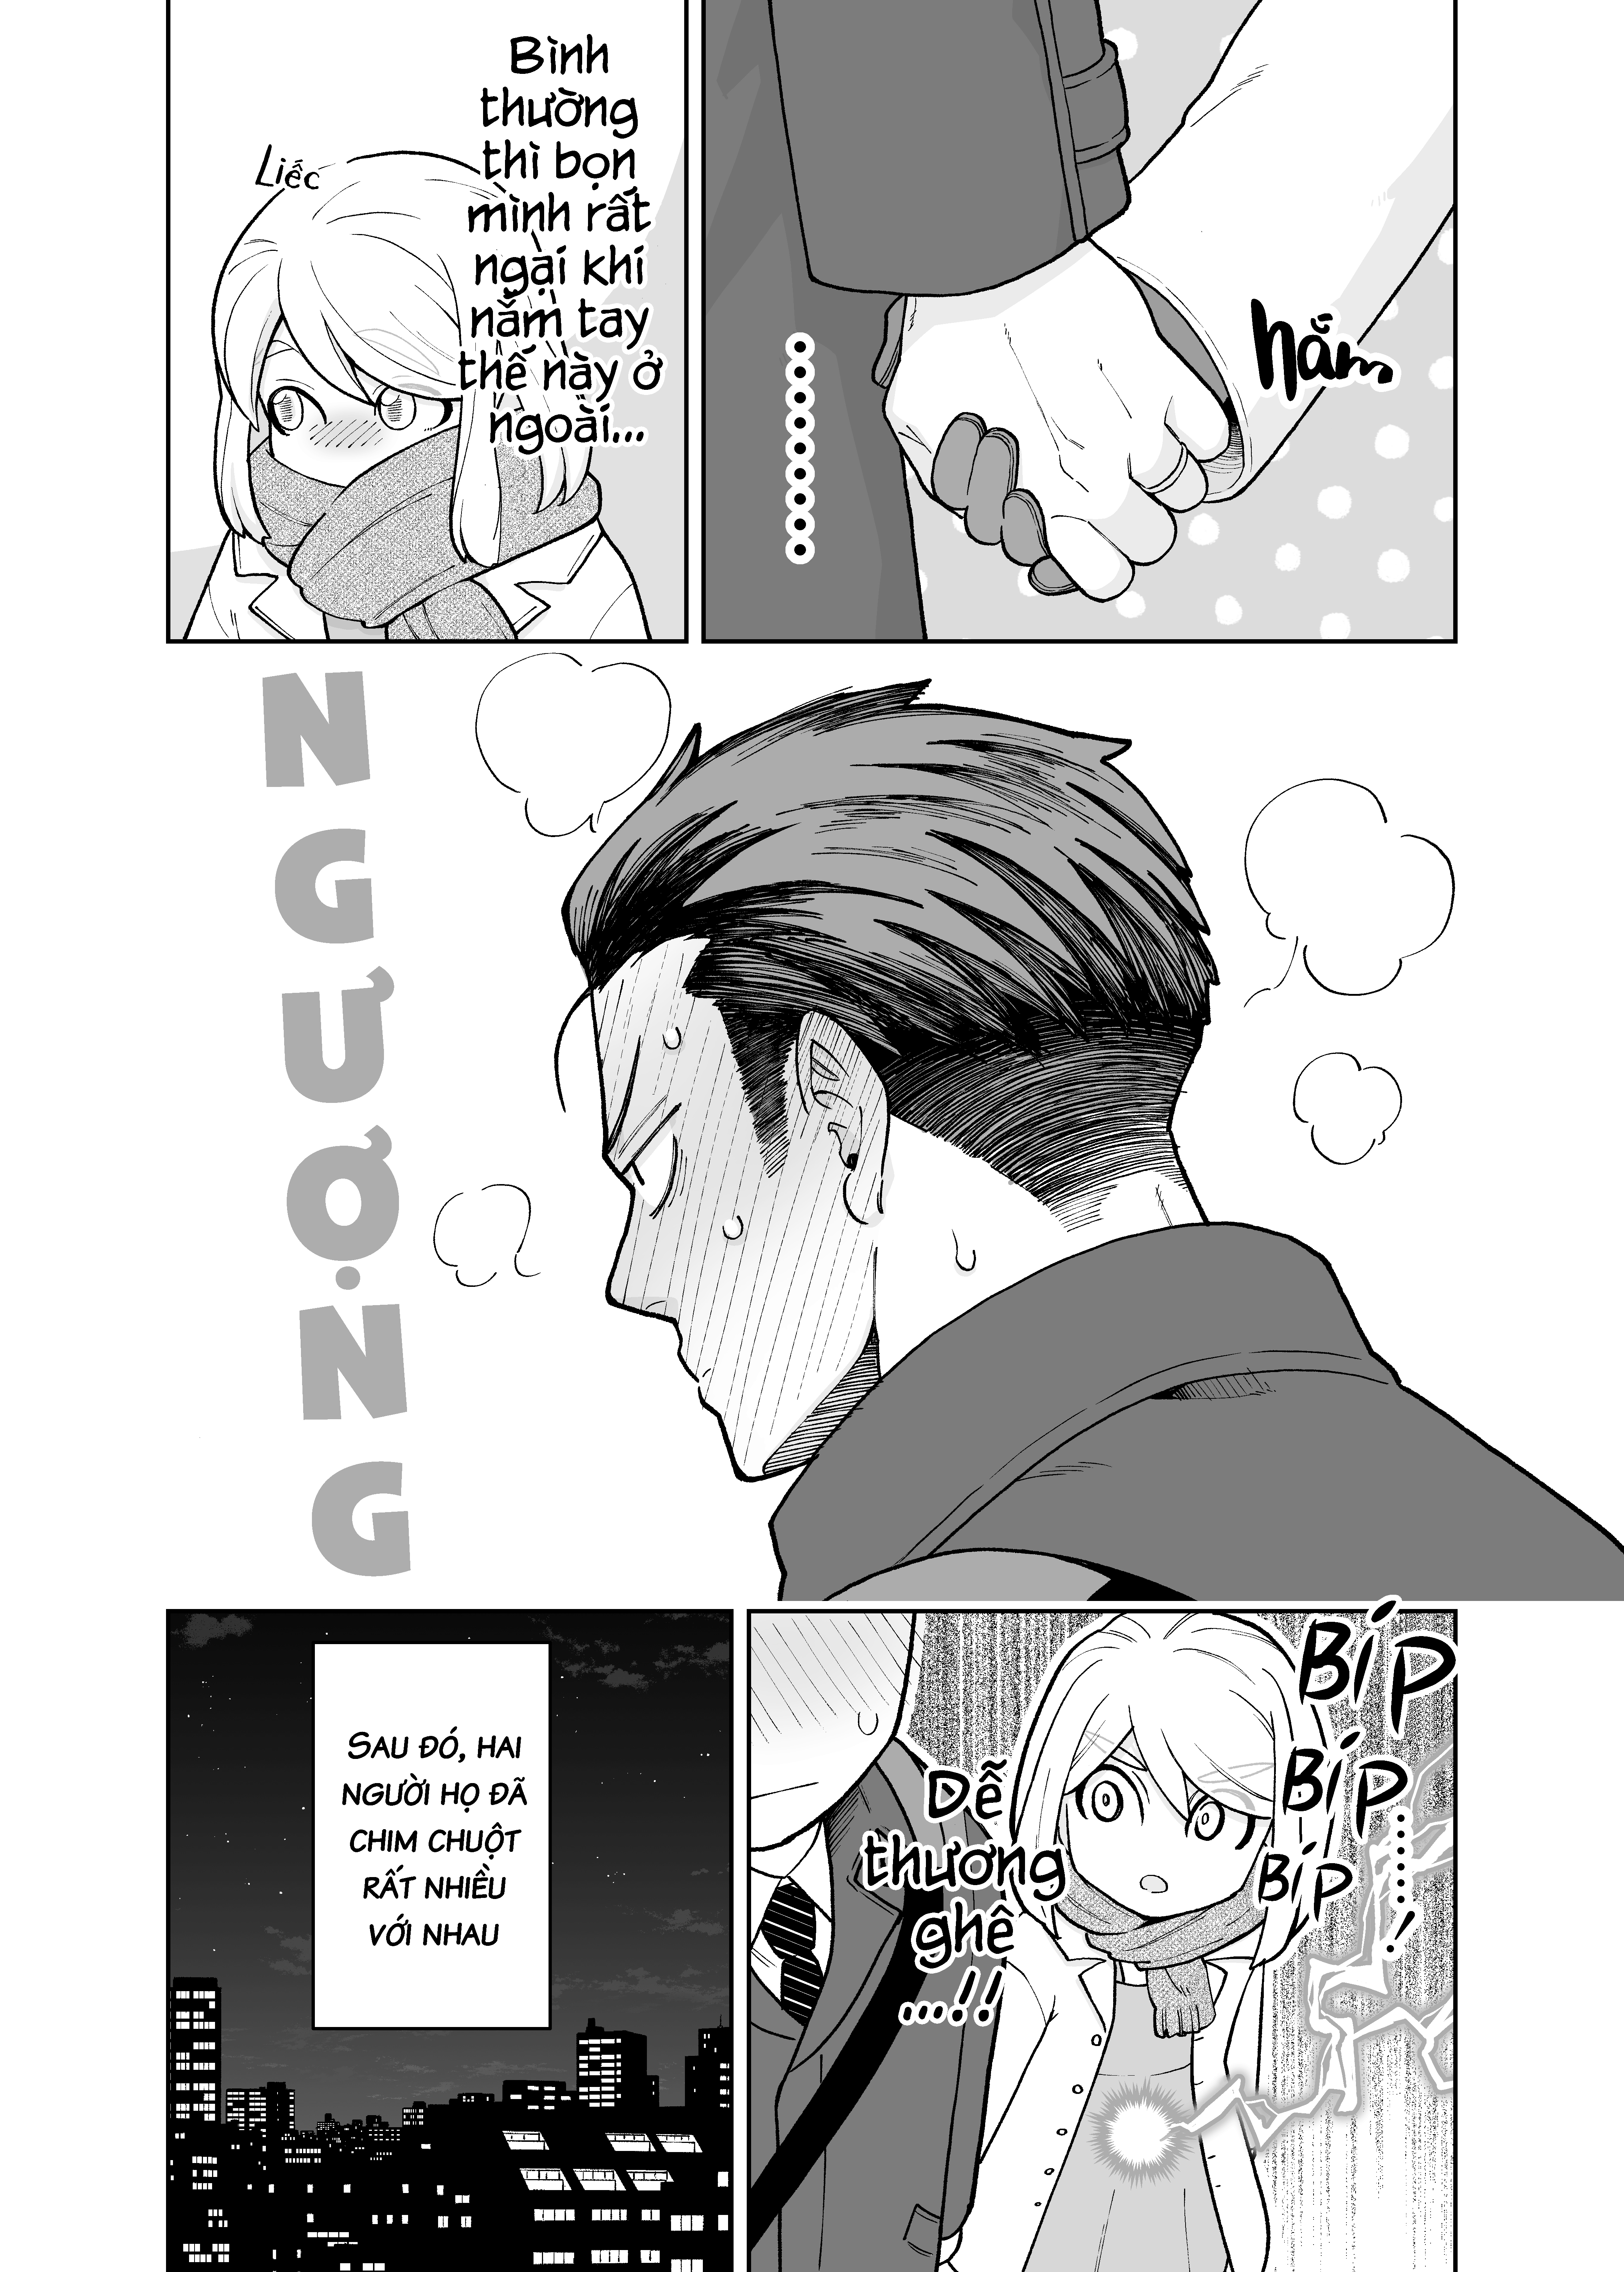 nắm
.........
Bình
thường
thì bọn
mình rất
ngại khi
nắm tay
thế này ở
ngoài...
Liếc
NGƯỢNG
BíP
BíP
BíP
......!
Dễ
thương
ghê
...!!
SAU ĐÓ, HAI
NGƯỜI HỌ ĐÃ
CHIM CHUỘT
RẤT NHIỀU
VỚI NHAU